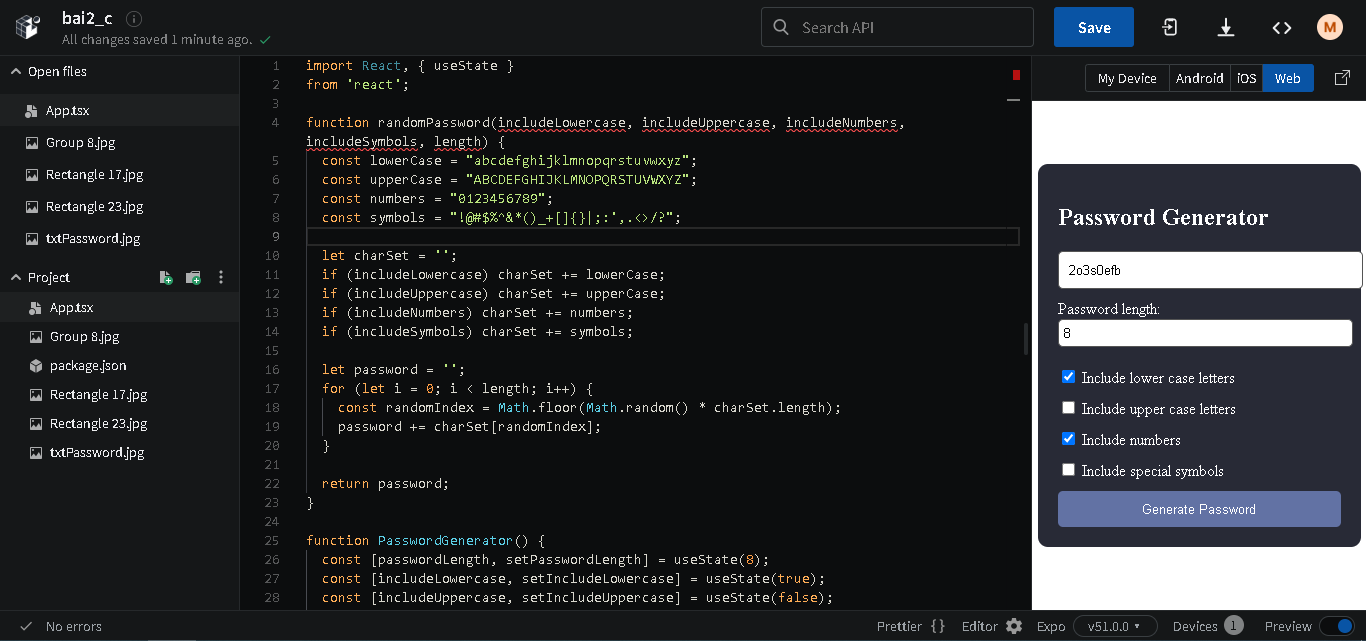 bai2_c
All changes saved 1 minute ago.
Search API
Save
M
Open files
App.tsx
Group 8.jpg
Rectangle 17.jpg
Rectangle 23.jpg
txtPassword.jpg
Project
App.tsx
Group 8.jpg
package.json
Rectangle 17.jpg
Rectangle 23.jpg
txtPassword.jpg
1 import React, { useState }
2 from 'react';
3
4 function randomPassword(includeLowercase, includeUppercase, includeNumbers,
includeSymbols, length) {
5 const lowerCase = "abcdefghijklmnopqrstuvwxyz";
6 const upperCase = "ABCDEFGHIJKLMNOPQRSTUVWXYZ";
7 const numbers = "0123456789";
8 const symbols = "!@#$%^&*()_+[]{}|;:',.<>/?";
9
10 let charSet = '';
11 if (includeLowercase) charSet += lowerCase;
12 if (includeUppercase) charSet += upperCase;
13 if (includeNumbers) charSet += numbers;
14 if (includeSymbols) charSet += symbols;
15
16 let password = '';
17 for (let i = 0; i < length; i++) {
18 const randomIndex = Math.floor(Math.random() * charSet.length);
19 password += charSet[randomIndex];
20 }
21
22 return password;
23 }
24
25 function PasswordGenerator() {
26 const [passwordLength, setPasswordLength] = useState(8);
27 const [includeLowercase, setIncludeLowercase] = useState(true);
28 const [includeUppercase, setIncludeUppercase] = useState(false);
My Device Android iOS Web
Password Generator
2o3s0efb
Password length:
8
Include lower case letters
Include upper case letters
Include numbers
Include special symbols
Generate Password
No errors
Prettier {} Editor Expo v51.0.0 Devices 1 Preview